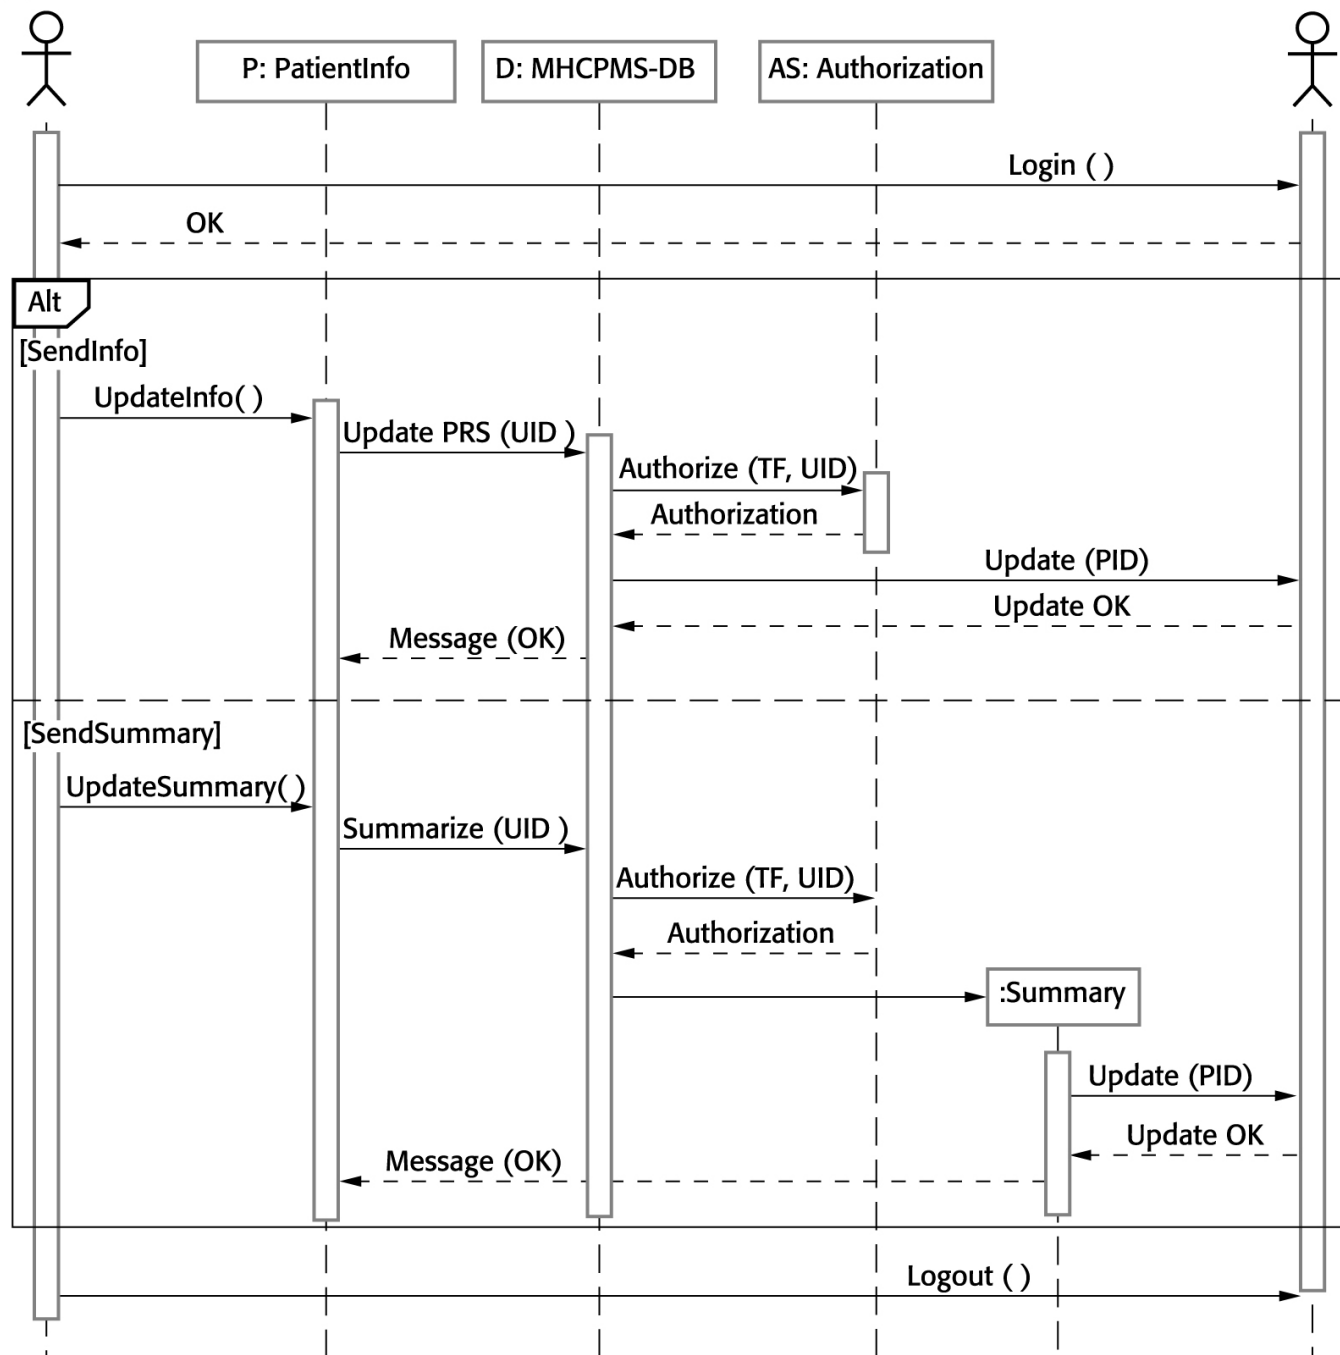 P: PatientInfo
D: MHCPMS-DB
AS: Authorization
Login ( )
OK
Alt
[SendInfo]
UpdateInfo( )
Update PRS (UID )
Authorize (TF, UID)
Authorization
Update (PID)
Update OK
Message (OK)
[SendSummary]
UpdateSummary( )
Summarize (UID )
Authorize (TF, UID)
Authorization
:Summary
Update (PID)
Update OK
Message (OK)
Logout ( )